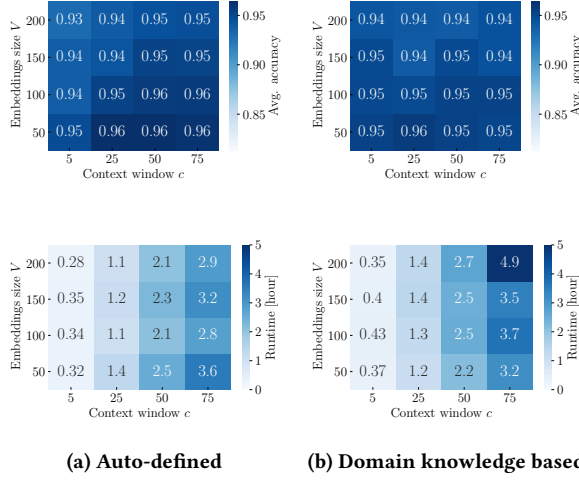 200 0.93 0.94 0.94 0.94
150 0.94 0.94 0.95 0.95
100 0.94 0.95 0.96 0.96
50 0.95 0.96 0.96 0.96
5 25 50 75
Context window c
Embeddings size V
0.95
0.90
0.85
Avg. accuracy
200 0.94 0.94 0.94 0.94
150 0.95 0.94 0.95 0.94
100 0.95 0.95 0.95 0.95
50 0.95 0.96 0.95 0.95
5 25 50 75
Context window c
Embeddings size V
0.95
0.90
0.85
Avg. accuracy
200 0.28 1.1 2.1 2.9
150 0.35 1.2 2.3 3.2
100 0.34 1.1 2.1 2.8
50 0.32 1.4 2.5 3.6
5 25 50 75
Context window c
Embeddings size V
5
4
3
2
1
0
Runtime [hour]
200 0.35 1.4 2.7 4.9
150 0.4 1.4 2.5 3.5
100 0.43 1.3 2.5 3.7
50 0.37 1.2 2.2 3.2
5 25 50 75
Context window c
Embeddings size V
5
4
3
2
1
0
Runtime [hour]
(a) Auto-defined
(b) Domain knowledge based